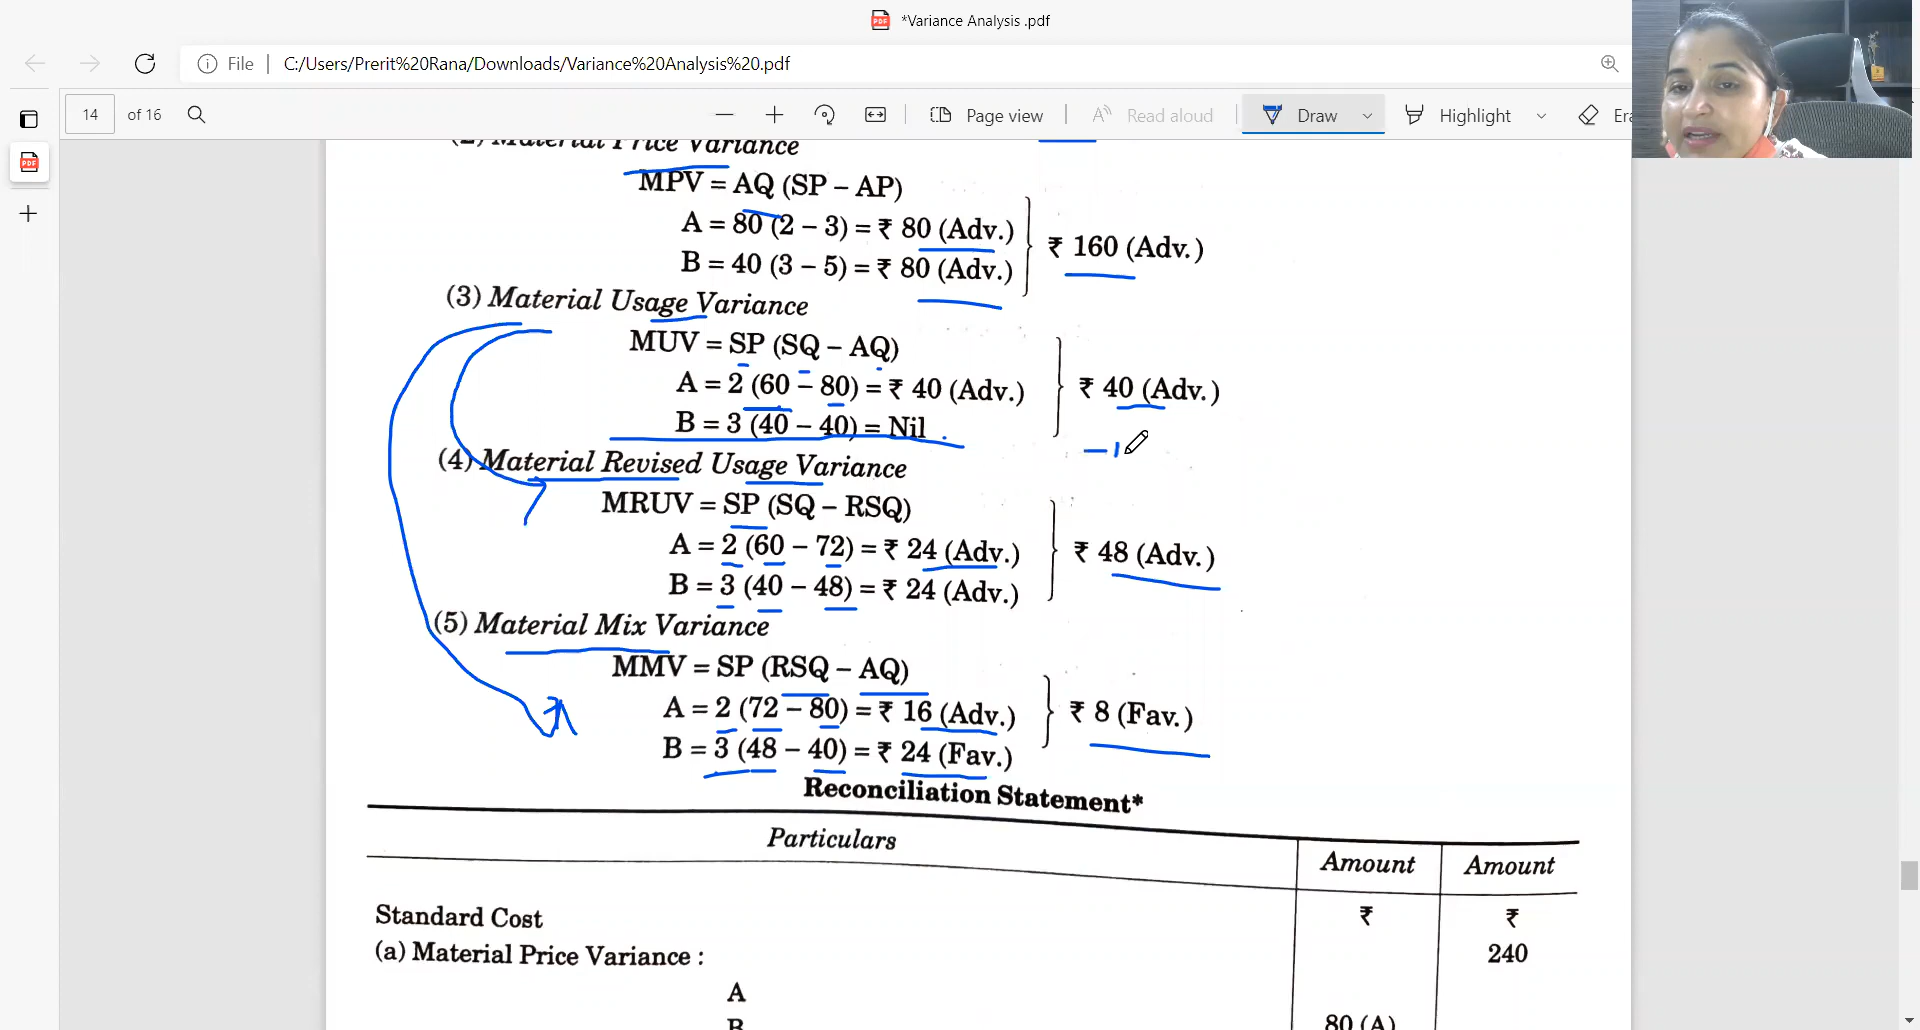 *Variance Analysis .pdf
File | C:/Users/Prerit%20Rana/Downloads/Variance%20Analysis%20.pdf
14 of 16 Page view Read aloud Draw Highlight Era
(2) Material Price Variance
MPV = AQ (SP – AP)
A = 80 (2 – 3) = ₹ 80 (Adv.)
₹ 160 (Adv.)
B = 40 (3 – 5) = ₹ 80 (Adv.)
(3) Material Usage Variance
MUV = SP (SQ – AQ)
A = 2 (60 – 80) = ₹ 40 (Adv.)
₹ 40 (Adv.)
B = 3 (40 – 40) = Nil
(4) Material Revised Usage Variance
MRUV = SP (SQ – RSQ)
A = 2 (60 – 72) = ₹ 24 (Adv.)
₹ 48 (Adv.)
B = 3 (40 – 48) = ₹ 24 (Adv.)
(5) Material Mix Variance
MMV = SP (RSQ – AQ)
A = 2 (72 – 80) = ₹ 16 (Adv.)
₹ 8 (Fav.)
B = 3 (48 – 40) = ₹ 24 (Fav.)
Reconciliation Statement*
Particulars Amount Amount
Standard Cost ₹ ₹
(a) Material Price Variance : 240
A
B 80 (A)